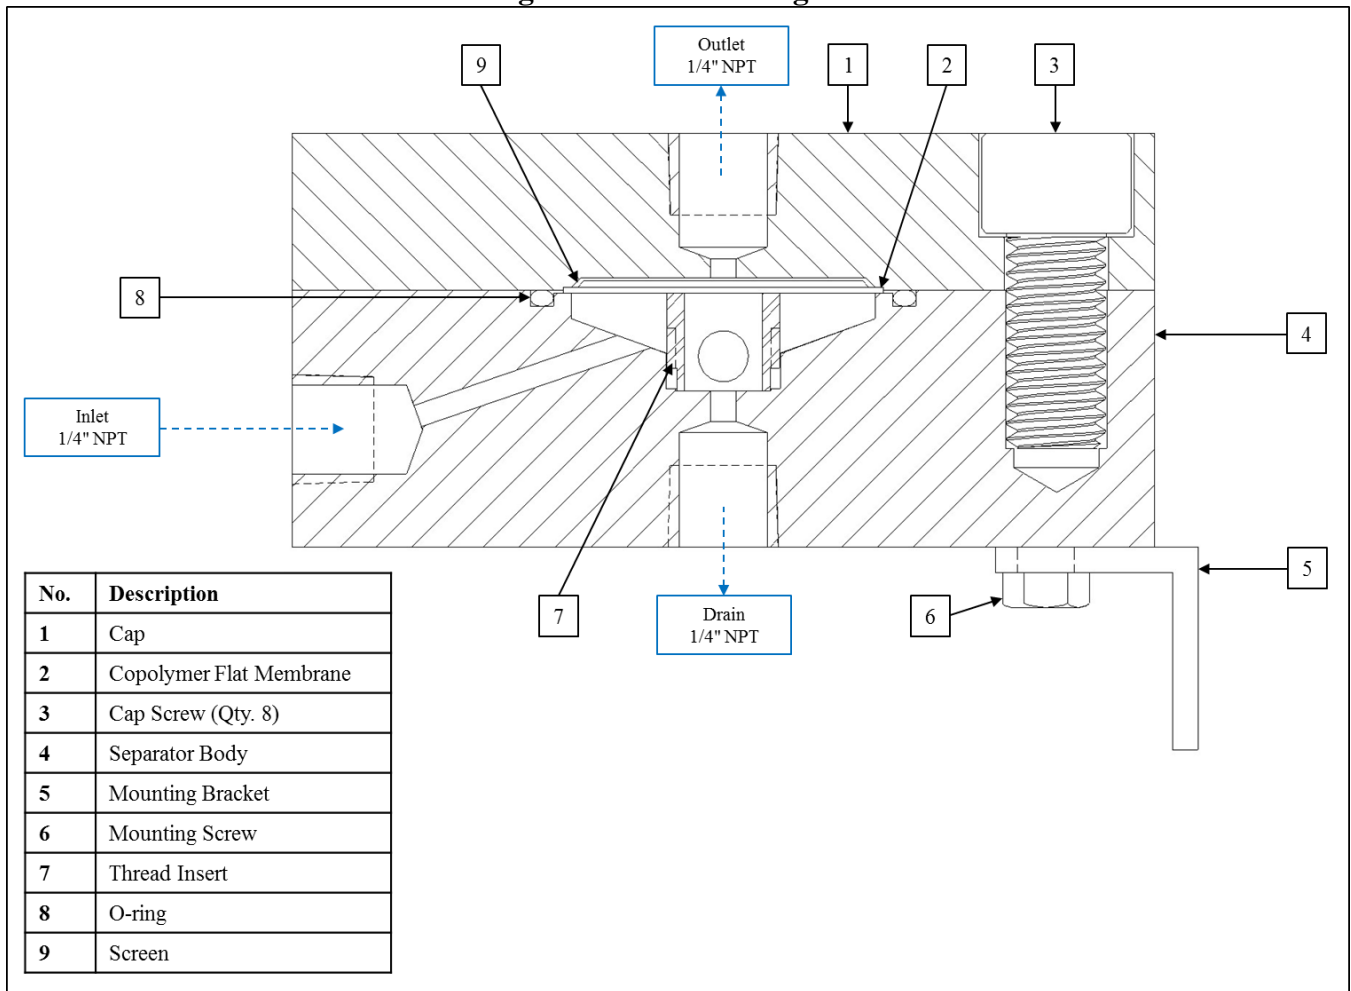 9
Outlet
1/4" NPT
1
2
3
8
4
Inlet
1/4" NPT
7
Drain
1/4" NPT
6
5
No. Description
1 Cap
2 Copolymer Flat Membrane
3 Cap Screw (Qty. 8)
4 Separator Body
5 Mounting Bracket
6 Mounting Screw
7 Thread Insert
8 O-ring
9 Screen